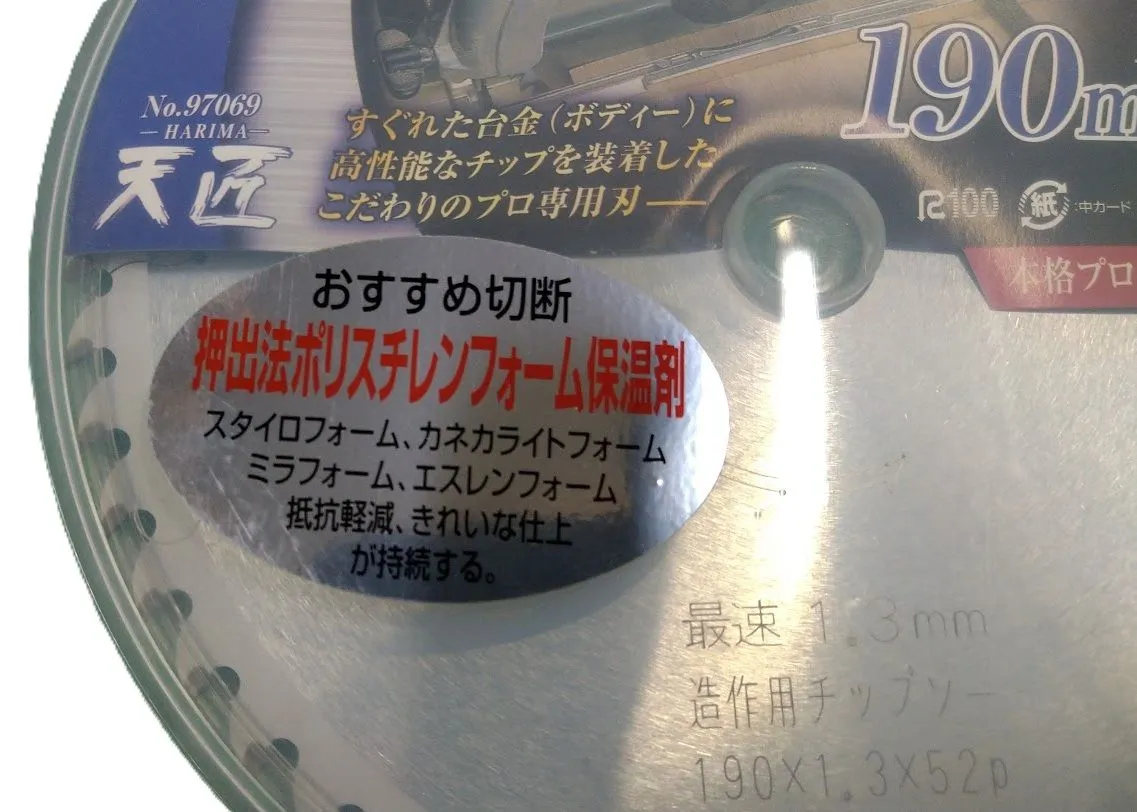 No.97069
—HARIMA—
天匠
すぐれた台金(ボディー)に
高性能なチップを装着した
こだわりのプロ専用刃——
190m
R100
紙:中カード
本格プロ
おすすめ切断
押出法ポリスチレンフォーム保温剤
スタイロフォーム、カネカライトフォーム
ミラフォーム、エスレンフォーム
抵抗軽減、きれいな仕上
が持続する。
最速 1.3mm
造作用チップソー
190X1.3X52p